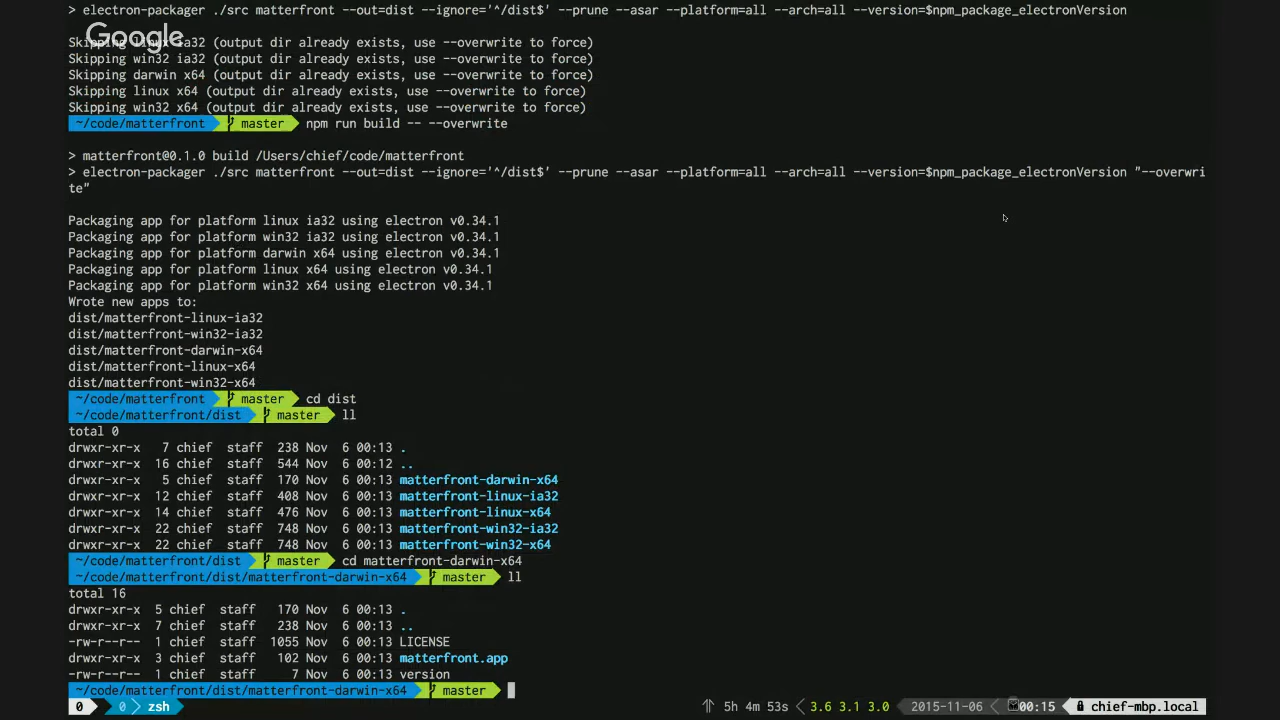 > electron-packager ./src matterfront --out=dist --ignore='^/dist$' --prune --asar --platform=all --arch=all --version=$npm_package_electronVersion
Google
Skipping linux ia32 (output dir already exists, use --overwrite to force)
Skipping win32 ia32 (output dir already exists, use --overwrite to force)
Skipping darwin x64 (output dir already exists, use --overwrite to force)
Skipping linux x64 (output dir already exists, use --overwrite to force)
Skipping win32 x64 (output dir already exists, use --overwrite to force)
~/code/matterfront master npm run build -- --overwrite
> matterfront@0.1.0 build /Users/chief/code/matterfront
> electron-packager ./src matterfront --out=dist --ignore='^/dist$' --prune --asar --platform=all --arch=all --version=$npm_package_electronVersion "--overwri
te"
Packaging app for platform linux ia32 using electron v0.34.1
Packaging app for platform win32 ia32 using electron v0.34.1
Packaging app for platform darwin x64 using electron v0.34.1
Packaging app for platform linux x64 using electron v0.34.1
Packaging app for platform win32 x64 using electron v0.34.1
Wrote new apps to:
dist/matterfront-linux-ia32
dist/matterfront-win32-ia32
dist/matterfront-darwin-x64
dist/matterfront-linux-x64
dist/matterfront-win32-x64
~/code/matterfront master cd dist
~/code/matterfront/dist master ll
total 0
drwxr-xr-x 7 chief staff 238 Nov 6 00:13 .
drwxr-xr-x 16 chief staff 544 Nov 6 00:12 ..
drwxr-xr-x 5 chief staff 170 Nov 6 00:13 matterfront-darwin-x64
drwxr-xr-x 12 chief staff 408 Nov 6 00:13 matterfront-linux-ia32
drwxr-xr-x 14 chief staff 476 Nov 6 00:13 matterfront-linux-x64
drwxr-xr-x 22 chief staff 748 Nov 6 00:13 matterfront-win32-ia32
drwxr-xr-x 22 chief staff 748 Nov 6 00:13 matterfront-win32-x64
~/code/matterfront/dist master cd matterfront-darwin-x64
~/code/matterfront/dist/matterfront-darwin-x64 master ll
total 16
drwxr-xr-x 5 chief staff 170 Nov 6 00:13 .
drwxr-xr-x 7 chief staff 238 Nov 6 00:13 ..
-rw-r--r-- 1 chief staff 1055 Nov 6 00:13 LICENSE
drwxr-xr-x 3 chief staff 102 Nov 6 00:13 matterfront.app
-rw-r--r-- 1 chief staff 7 Nov 6 00:13 version
~/code/matterfront/dist/matterfront-darwin-x64 master
0 0 zsh 5h 4m 53s 3.6 3.1 3.0 2015-11-06 00:15 chief-mbp.local